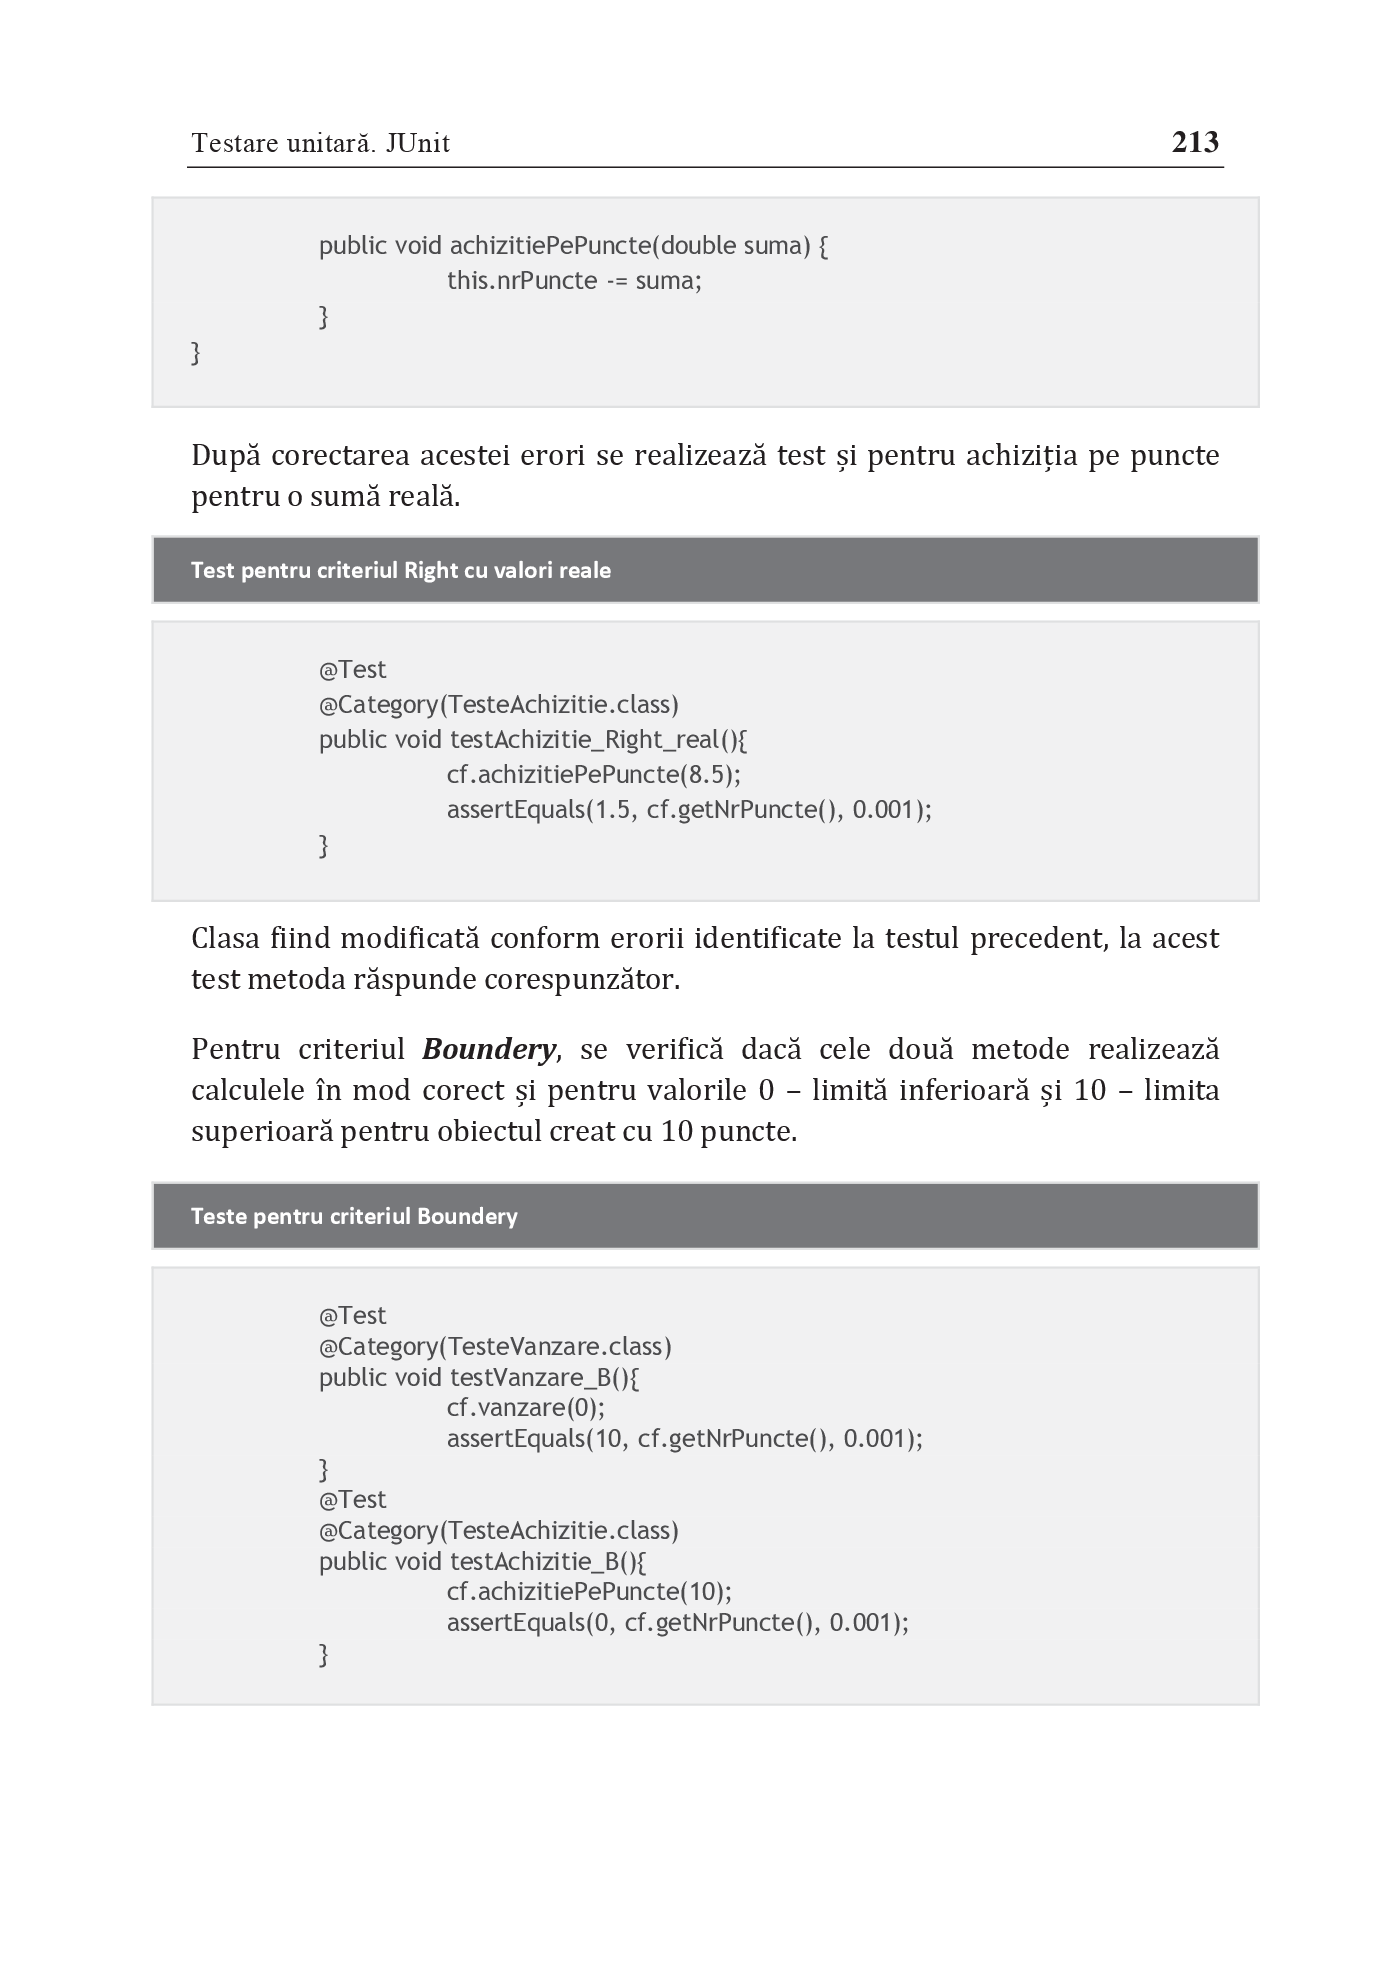 Testare unitară. JUnit 213
public void achizitiePePuncte(double suma) {
this.nrPuncte -= suma;
}
}
După corectarea acestei erori se realizează test și pentru achiziția pe puncte
pentru o sumă reală.
Test pentru criteriul Right cu valori reale
@Test
@Category(TesteAchizitie.class)
public void testAchizitie_Right_real(){
cf.achizitiePePuncte(8.5);
assertEquals(1.5, cf.getNrPuncte(), 0.001);
}
Clasa fiind modificată conform erorii identificate la testul precedent, la acest
test metoda răspunde corespunzător.
Pentru criteriul Boundery, se verifică dacă cele două metode realizează
calculele în mod corect și pentru valorile 0 – limită inferioară și 10 – limita
superioară pentru obiectul creat cu 10 puncte.
Teste pentru criteriul Boundery
@Test
@Category(TesteVanzare.class)
public void testVanzare_B(){
cf.vanzare(0);
assertEquals(10, cf.getNrPuncte(), 0.001);
}
@Test
@Category(TesteAchizitie.class)
public void testAchizitie_B(){
cf.achizitiePePuncte(10);
assertEquals(0, cf.getNrPuncte(), 0.001);
}